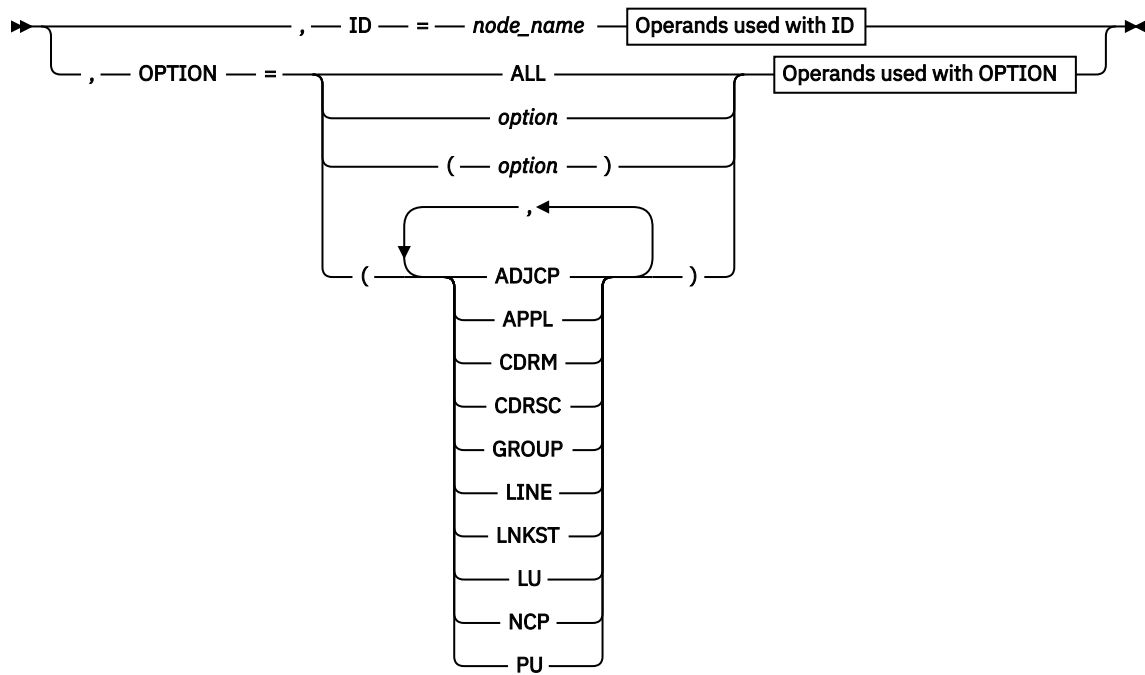 , ID = node_name Operands used with ID
, OPTION = ALL Operands used with OPTION
option
( option )
,
( ADJCP )
APPL
CDRM
CDRSC
GROUP
LINE
LNKST
LU
NCP
PU